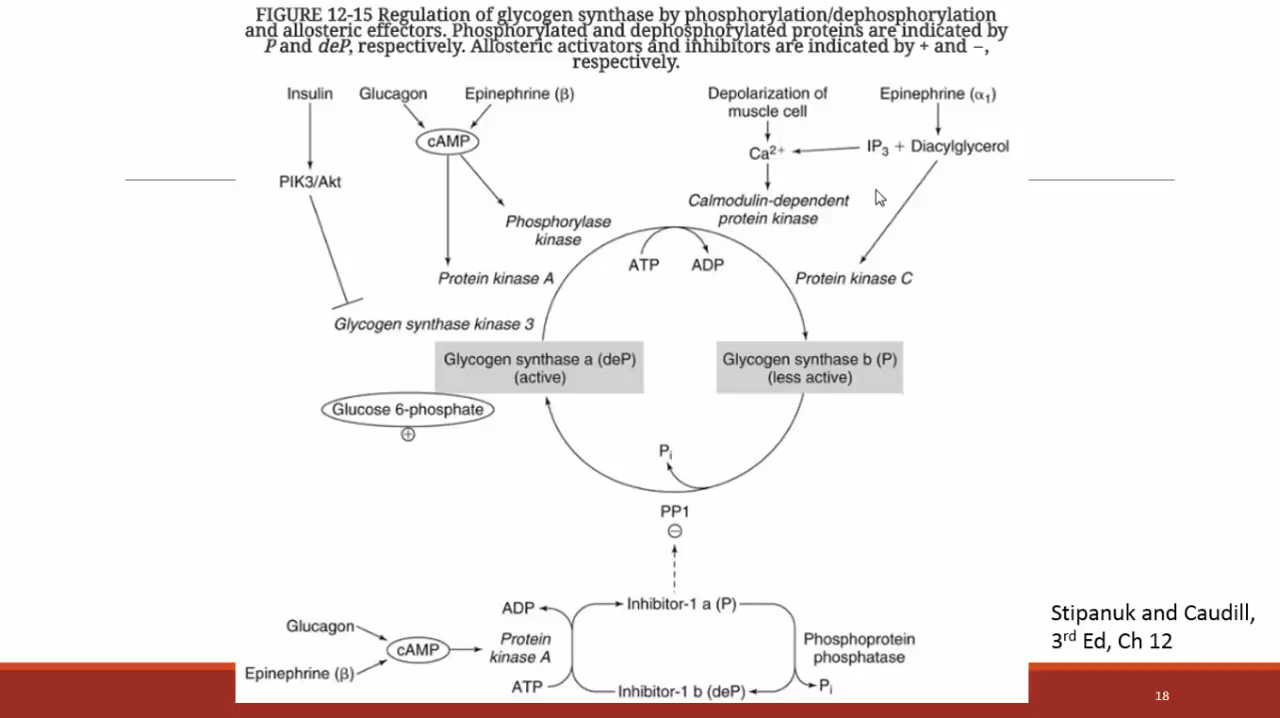 FIGURE 12-15 Regulation of glycogen synthase by phosphorylation/dephosphorylation
and allosteric effectors. Phosphorylated and dephosphorylated proteins are indicated by
P and deP, respectively. Allosteric activators and inhibitors are indicated by + and −,
respectively.
Insulin
Glucagon
Epinephrine (β)
Depolarization of
muscle cell
Epinephrine (α₁)
cAMP
Ca²⁺
IP₃ + Diacylglycerol
PIK3/Akt
Phosphorylase
kinase
Calmodulin-dependent
protein kinase
Protein kinase A
ATP
ADP
Protein kinase C
Glycogen synthase kinase 3
Glycogen synthase a (deP)
(active)
Glycogen synthase b (P)
(less active)
Glucose 6-phosphate
+
Pᵢ
PP1
−
ADP
Inhibitor-1 a (P)
Glucagon
cAMP
Epinephrine (β)
Protein
kinase A
Phosphoprotein
phosphatase
ATP
Inhibitor-1 b (deP)
Pᵢ
Stipanuk and Caudill,
3rd Ed, Ch 12
18